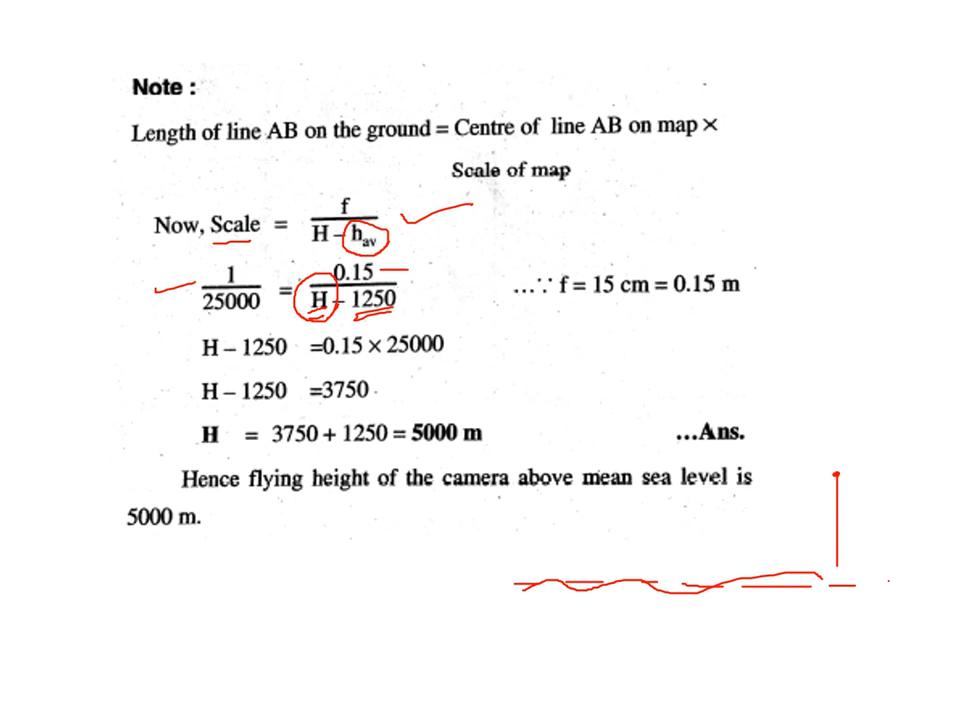 Note :
Length of line AB on the ground = Centre of line AB on map ×
Scale of map
Now, Scale = f / (H – h_av)
1 / 25000 = 0.15 / (H – 1250) ...∵ f = 15 cm = 0.15 m
H – 1250 =0.15 × 25000
H – 1250 =3750
H = 3750 + 1250 = 5000 m ...Ans.
Hence flying height of the camera above mean sea level is
5000 m.